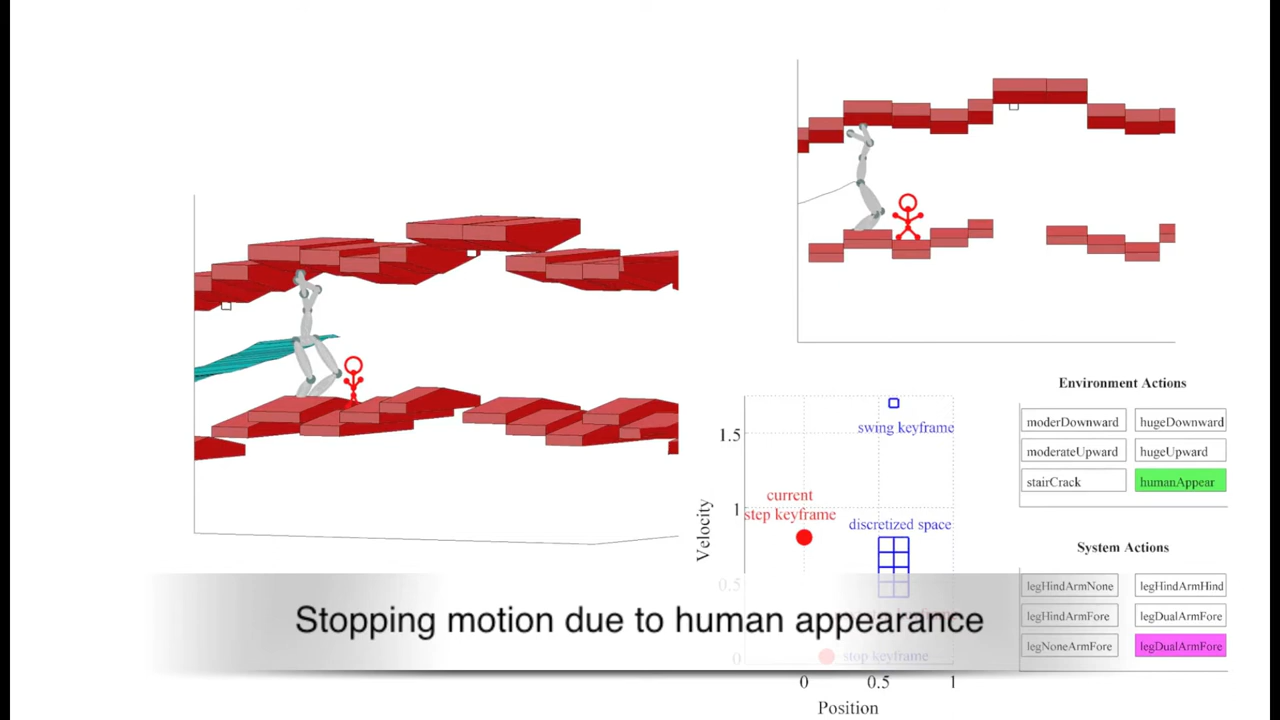 Environment Actions
moderDownward
hugeDownward
moderateUpward
hugeUpward
stairCrack
humanAppear
System Actions
legHindArmNone
legHindArmHind
legHindArmFore
legDualArmFore
legNoneArmFore
legDualArmFore
swing keyframe
current
step keyframe
discretized space
stop keyframe
Velocity
1.5
1
0.5
0
0
0.5
1
Position
Stopping motion due to human appearance